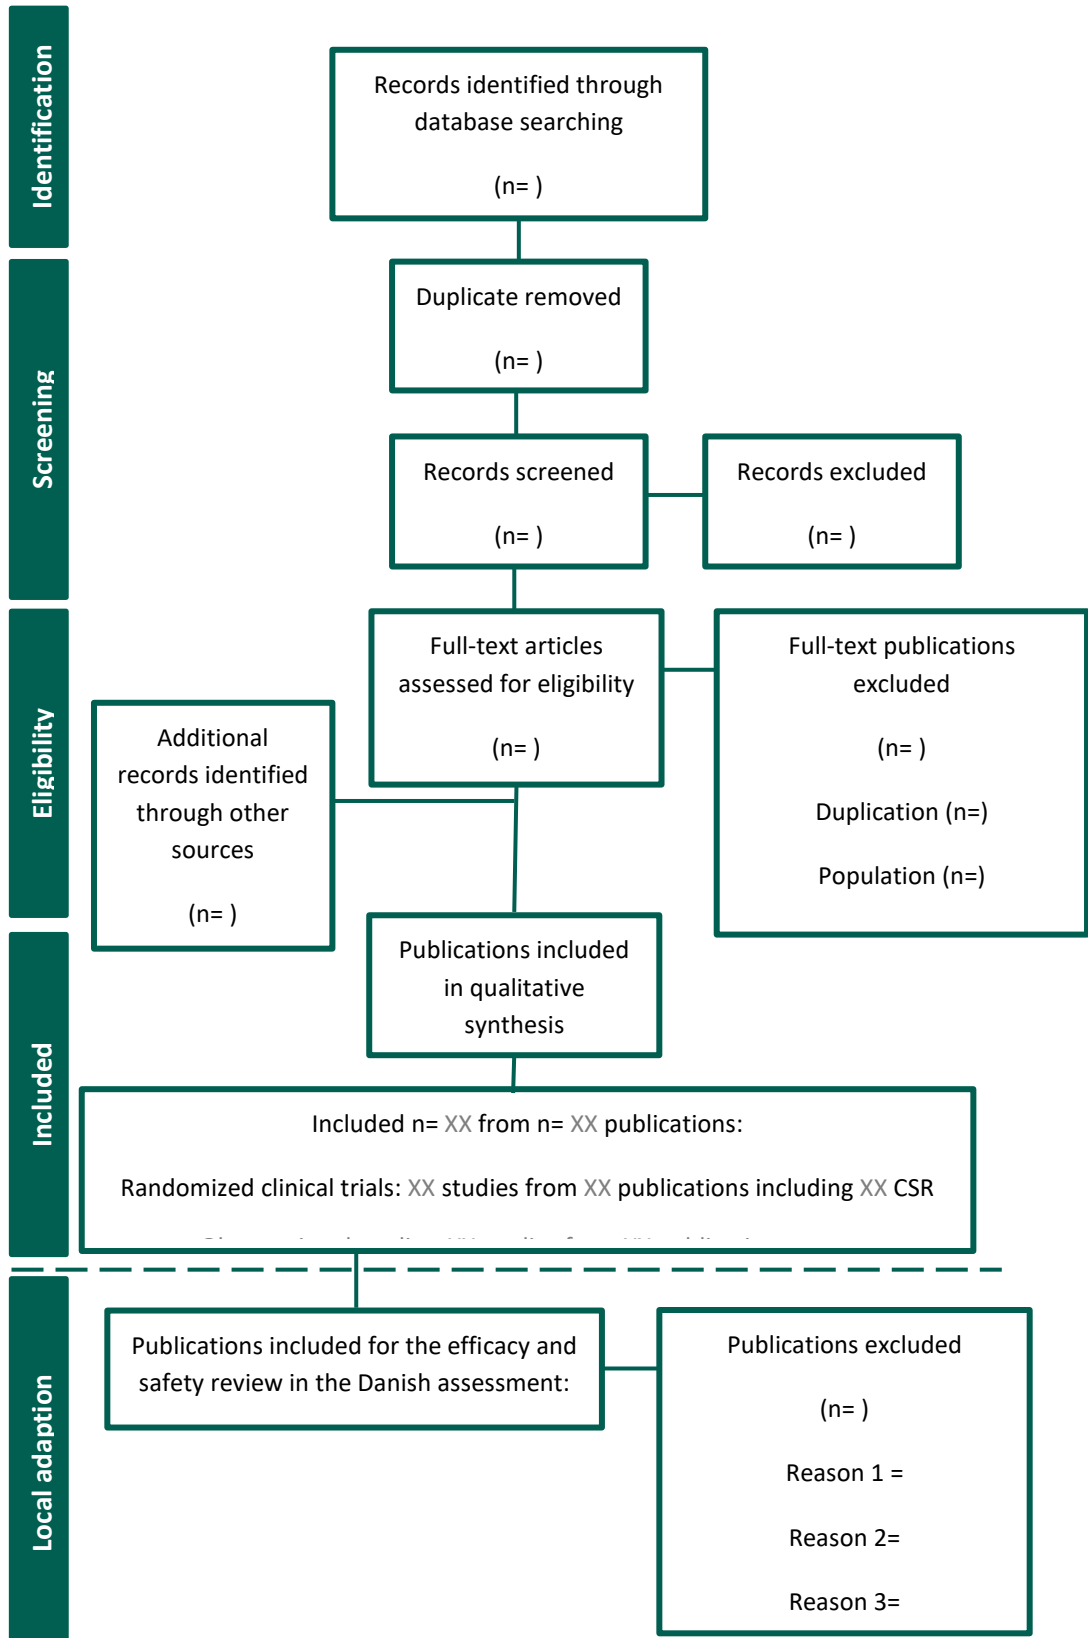 Identification
Records identified through
database searching
(n= )
Screening
Duplicate removed
(n= )
Records screened
(n= )
Records excluded
(n= )
Eligibility
Full-text articles
assessed for eligibility
(n= )
Full-text publications
excluded
(n= )
Duplication (n=)
Population (n=)
Additional
records identified
through other
sources
(n= )
Included
Publications included
in qualitative
synthesis
Included n= XX from n= XX publications:
Randomized clinical trials: XX studies from XX publications including XX CSR
Local adaption
Publications included for the efficacy and
safety review in the Danish assessment:
Publications excluded
(n= )
Reason 1 =
Reason 2=
Reason 3=